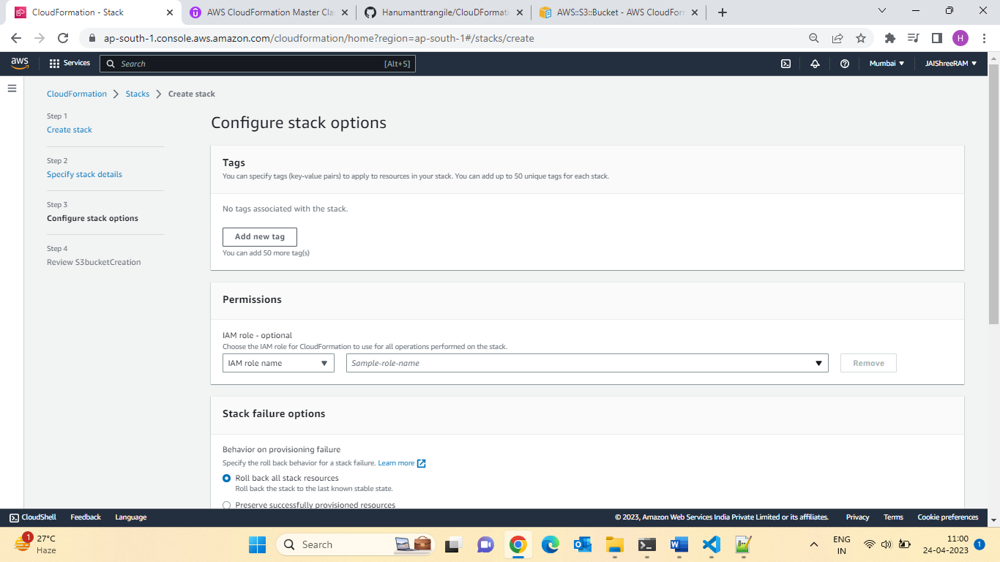 CloudFormation - Stack
AWS CloudFormation Master Cla
Hanumanttrangile/ClouDFormati
AWS::S3::Bucket - AWS CloudForm
ap-south-1.console.aws.amazon.com/cloudformation/home?region=ap-south-1#/stacks/create
H
aws
Services
Search
[Alt+S]
Mumbai
JAIShreeRAM
CloudFormation
Stacks
Create stack
Step 1
Create stack
Step 2
Specify stack details
Step 3
Configure stack options
Step 4
Review S3bucketCreation
Configure stack options
Tags
You can specify tags (key-value pairs) to apply to resources in your stack. You can add up to 50 unique tags for each stack.
No tags associated with the stack.
Add new tag
You can add 50 more tag(s)
Permissions
IAM role - optional
Choose the IAM role for CloudFormation to use for all operations performed on the stack.
IAM role name
Sample-role-name
Remove
Stack failure options
Behavior on provisioning failure
Specify the roll back behavior for a stack failure. Learn more
Roll back all stack resources
Roll back the stack to the last known stable state.
Preserve successfully provisioned resources
CloudShell
Feedback
Language
© 2023, Amazon Web Services India Private Limited or its affiliates.
Privacy
Terms
Cookie preferences
1
27°C
Haze
Search
ENG
IN
11:00
24-04-2023
1